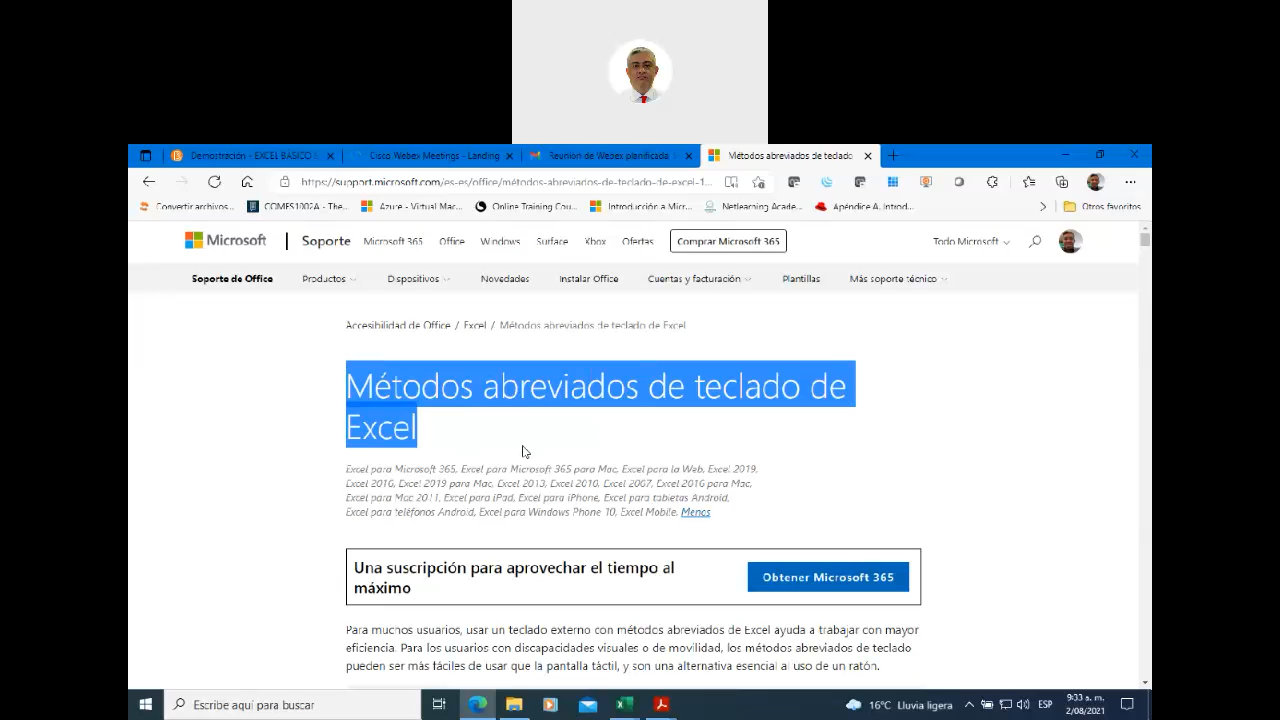 Demostración - EXCEL BÁSICO
Cisco Webex Meetings - Landing
Reunión de Webex planificada
Métodos abreviados de teclado
https://support.microsoft.com/es-es/office/métodos-abreviados-de-teclado-de-excel-1...
Convertir archivos...
COMES1002A - The...
Azure - Virtual Mac...
Online Training Cou...
Introducción a Micr...
Netlearning Acade...
Apéndice A. Introd...
Otros favoritos
Microsoft
Soporte
Microsoft 365
Office
Windows
Surface
Xbox
Ofertas
Comprar Microsoft 365
Todo Microsoft
Soporte de Office
Productos
Dispositivos
Novedades
Instalar Office
Cuentas y facturación
Plantillas
Más soporte técnico
Accesibilidad de Office / Excel / Métodos abreviados de teclado de Excel
Métodos abreviados de teclado de
Excel
Excel para Microsoft 365, Excel para Microsoft 365 para Mac, Excel para la Web, Excel 2019,
Excel 2016, Excel 2019 para Mac, Excel 2013, Excel 2010, Excel 2007, Excel 2016 para Mac,
Excel para Mac 2011, Excel para iPad, Excel para iPhone, Excel para tabletas Android,
Excel para teléfonos Android, Excel para Windows Phone 10, Excel Mobile. Menos
Una suscripción para aprovechar el tiempo al
máximo
Obtener Microsoft 365
Para muchos usuarios, usar un teclado externo con métodos abreviados de Excel ayuda a trabajar con mayor
eficiencia. Para los usuarios con discapacidades visuales o de movilidad, los métodos abreviados de teclado
pueden ser más fáciles de usar que la pantalla táctil, y son una alternativa esencial al uso de un ratón.
Escribe aquí para buscar
16°C Lluvia ligera
ESP
9:33 a. m.
2/08/2021